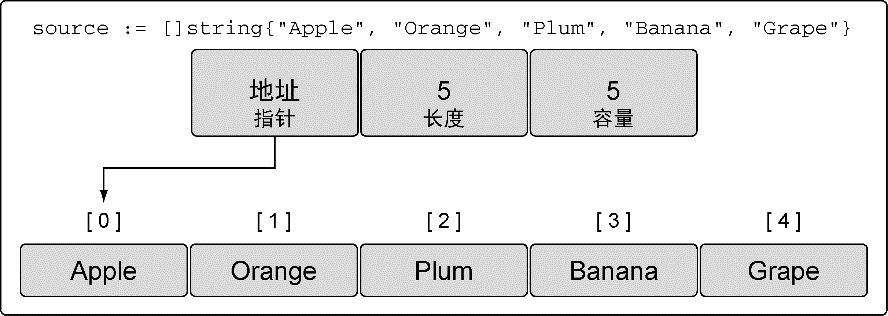 source := []string{"Apple", "Orange", "Plum", "Banana", "Grape"}
地址 5 5
指针 长度 容量
[0] [1] [2] [3] [4]
Apple Orange Plum Banana Grape